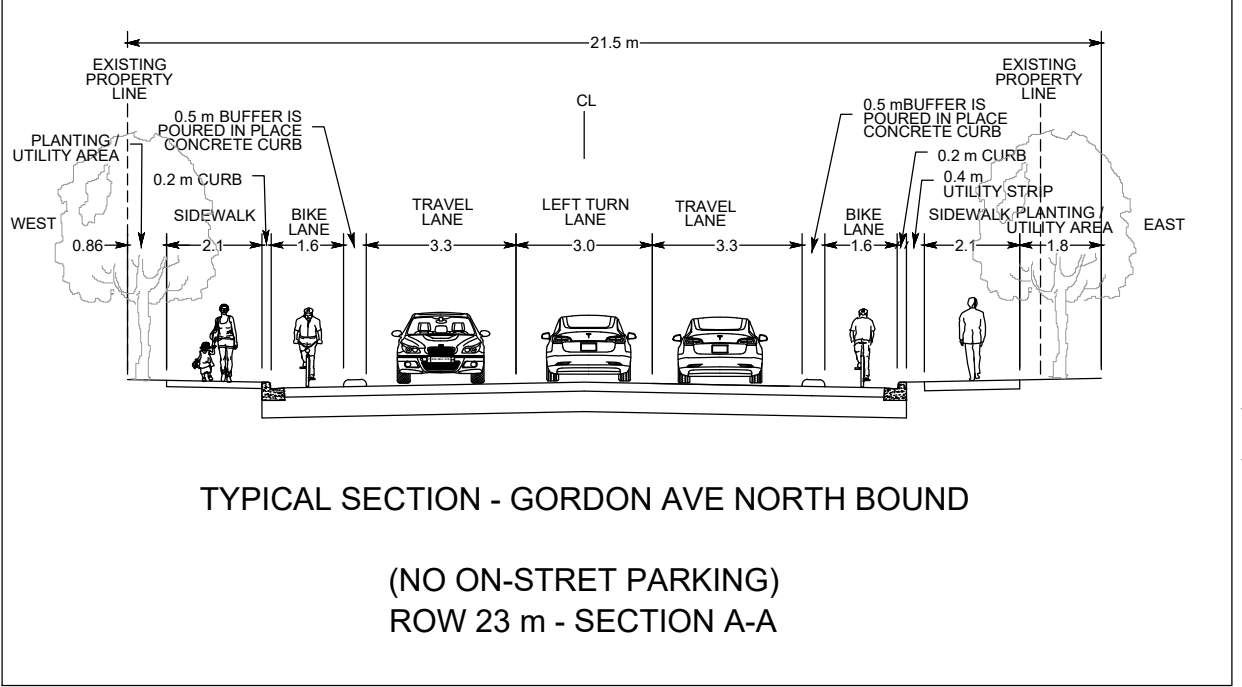 21.5 m
EXISTING
PROPERTY
LINE
EXISTING
PROPERTY
LINE
CL
0.5 m BUFFER IS
POURED IN PLACE
CONCRETE CURB
0.5 mBUFFER IS
POURED IN PLACE
CONCRETE CURB
PLANTING /
UTILITY AREA
0.2 m CURB
0.2 m CURB
0.4 m
UTILITY STRIP
WEST
SIDEWALK
BIKE
LANE
TRAVEL
LANE
LEFT TURN
LANE
TRAVEL
LANE
BIKE
LANE
SIDEWALK
PLANTING /
UTILITY AREA
EAST
0.86
2.1
1.6
3.3
3.0
3.3
1.6
2.1
1.8
TYPICAL SECTION - GORDON AVE NORTH BOUND
(NO ON-STRET PARKING)
ROW 23 m - SECTION A-A